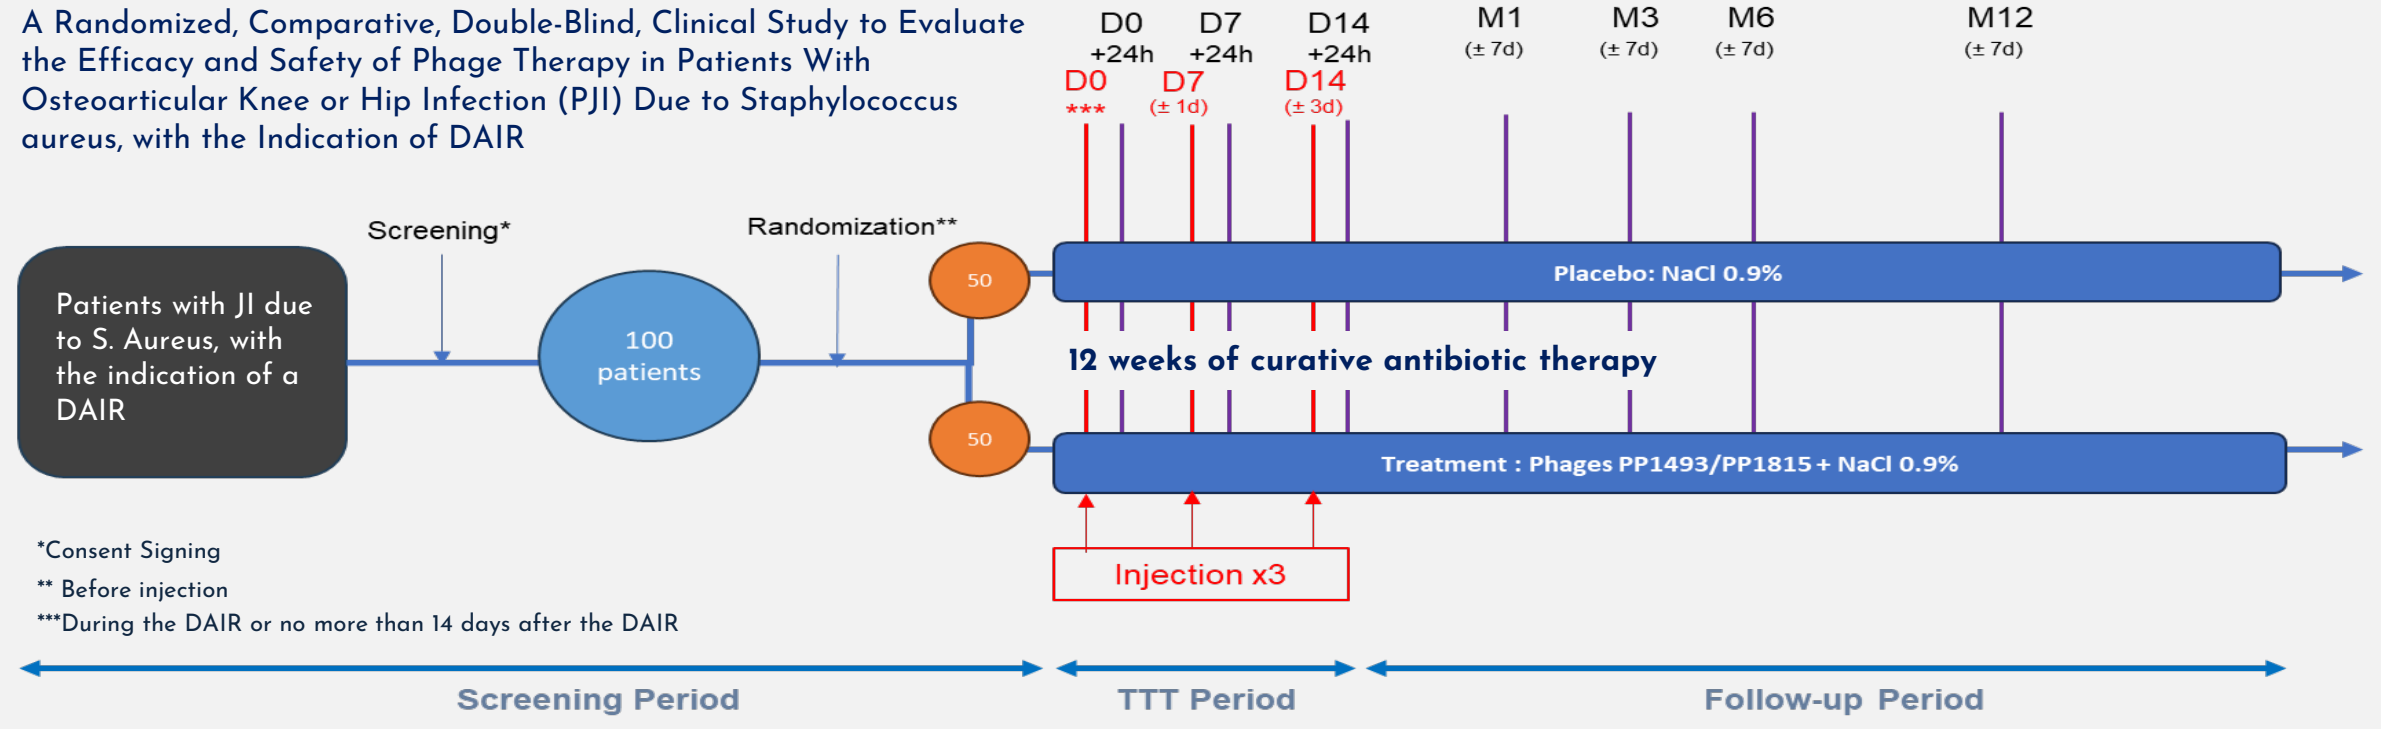 A Randomized, Comparative, Double-Blind, Clinical Study to Evaluate
the Efficacy and Safety of Phage Therapy in Patients With
Osteoarticular Knee or Hip Infection (PJI) Due to Staphylococcus
aureus, with the Indication of DAIR
D0 D7 D14 M1 M3 M6 M12
+24h +24h +24h (± 7d) (± 7d) (± 7d) (± 7d)
D0 D7 D14
*** (± 1d) (± 3d)
Screening* Randomization**
Patients with JI due
to S. Aureus, with
the indication of a
DAIR
100
patients
50
50
Placebo: NaCl 0.9%
12 weeks of curative antibiotic therapy
Treatment : Phages PP1493/PP1815 + NaCl 0.9%
Injection x3
*Consent Signing
** Before injection
***During the DAIR or no more than 14 days after the DAIR
Screening Period TTT Period Follow-up Period